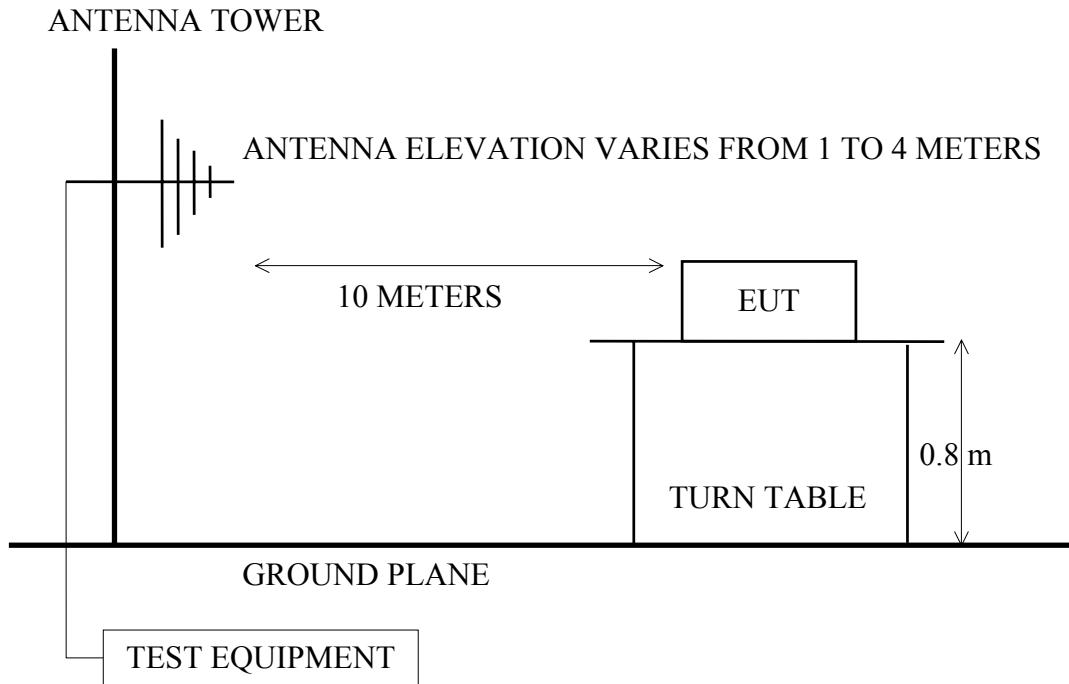 ANTENNA TOWER
ANTENNA ELEVATION VARIES FROM 1 TO 4 METERS
10 METERS
EUT
0.8 m
TURN TABLE
GROUND PLANE
TEST EQUIPMENT